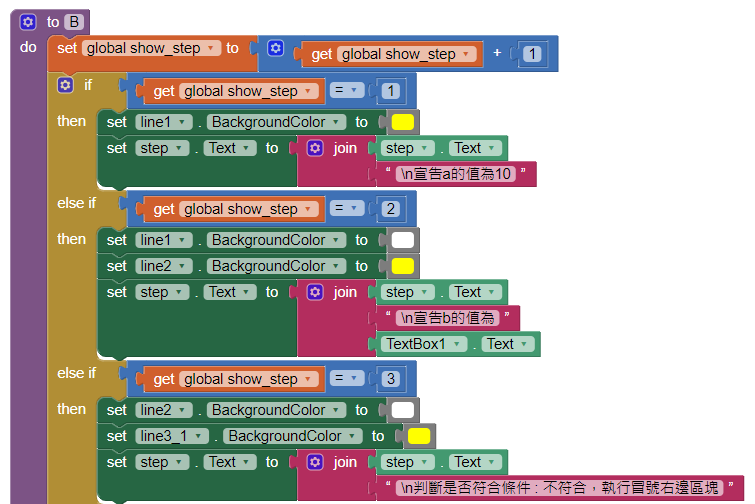 to B
do set global show_step to get global show_step + 1
if get global show_step = 1
then set line1 . BackgroundColor to
set step . Text to join step . Text
“ \n宣告a的值為10 ”
else if get global show_step = 2
then set line1 . BackgroundColor to
set line2 . BackgroundColor to
set step . Text to join step . Text
“ \n宣告b的值為 ”
TextBox1 . Text
else if get global show_step = 3
then set line2 . BackgroundColor to
set line3_1 . BackgroundColor to
set step . Text to join step . Text
“ \n判斷是否符合條件 : 不符合，執行冒號右邊區塊 ”